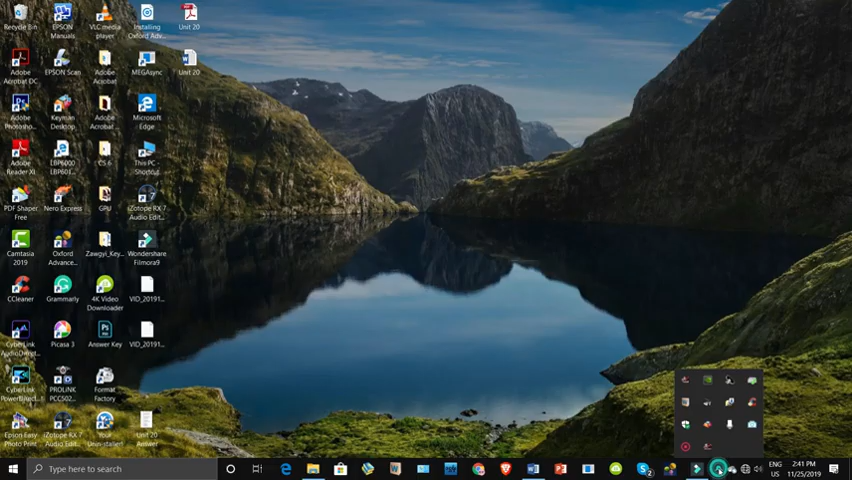 Recycle Bin
EPSON
Manuals
VLC media
player
Installing
Oxford Adv...
Unit 20
Adobe
Acrobat DC
EPSON Scan
Adobe
Acrobat
MEGAsync
Unit 20
Adobe
Photosho...
Keyman
Desktop
Adobe
Acrobat ...
Microsoft
Edge
Adobe
Reader XI
LBP6000
CS 6
This PC -
Shortcut
PDF Shaper
Free
Nero Express
GPU
iZotope RX 7
Audio Edit...
Camtasia
2019
Oxford
Advance...
Zawgyi_Key...
Wondershare
Filmora9
CCleaner
Grammarly
4K Video
Downloader
VID_20191...
CyberLink
Picasa 3
Answer Key
VID_20191...
CyberLink
PROLiNK
PCC502...
Format
Factory
Epson Easy
Photo Print
iZotope RX 7
Audio Edit...
Your
Unin-staller!
Unit 20
Answer
Type here to search
ENG
US
2:41 PM
11/25/2019